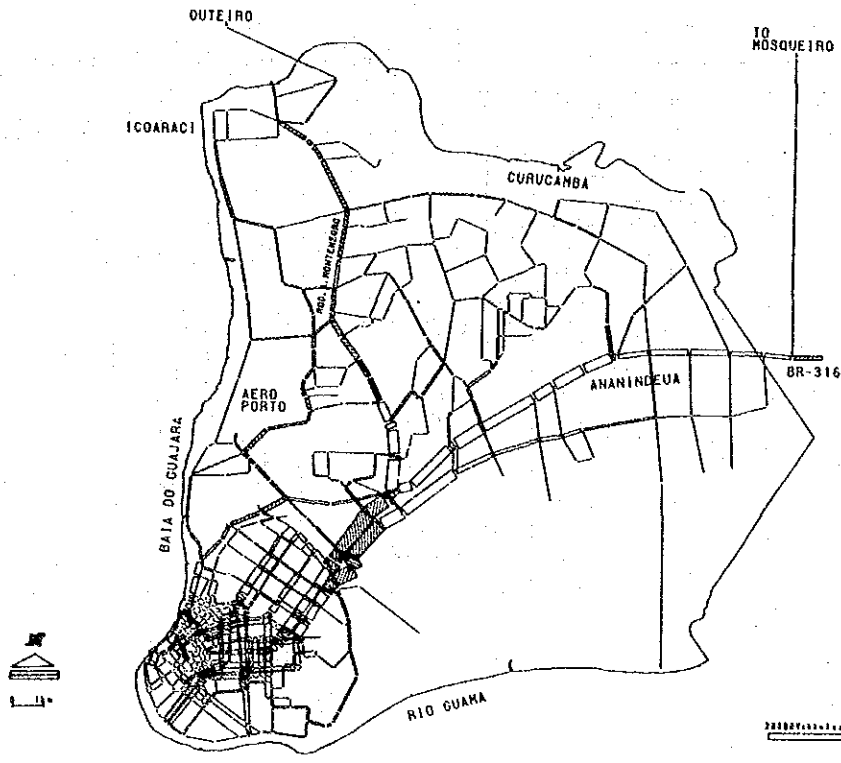 OUTEIRO
TO
MOSQUEIRO
ICOARACI
CURUCAMBA
ROD. A. MONTENEGRO
BR-316
ANANINDEUA
AERO
PORTO
BAIA DO GUAJARA
RIO GUAMA